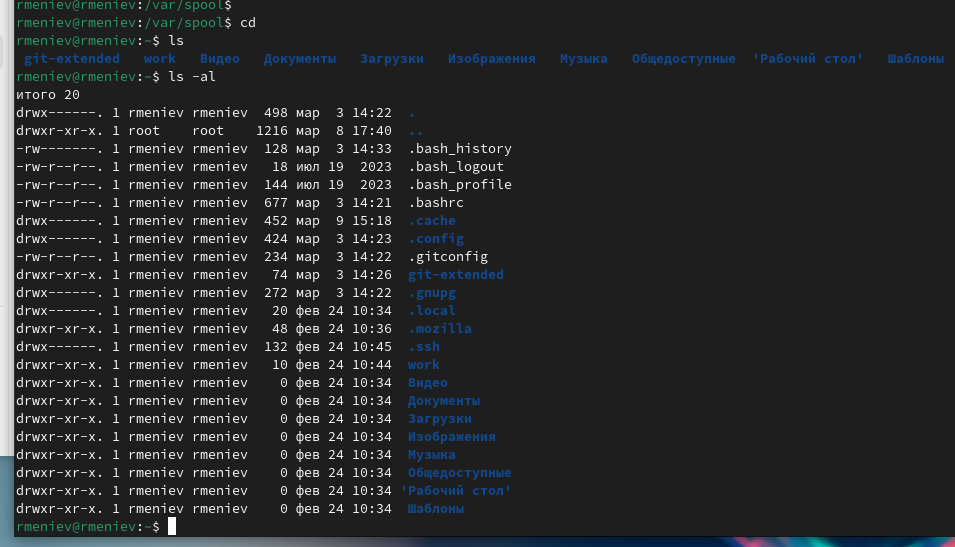 rmeniev@rmeniev:/var/spool$
rmeniev@rmeniev:/var/spool$ cd
rmeniev@rmeniev:~$ ls
git-extended work Видео Документы Загрузки Изображения Музыка Общедоступные 'Рабочий стол' Шаблоны
rmeniev@rmeniev:~$ ls -al
итого 20
drwx------. 1 rmeniev rmeniev 498 мар 3 14:22 .
drwxr-xr-x. 1 root root 1216 мар 8 17:40 ..
-rw-------. 1 rmeniev rmeniev 128 мар 3 14:33 .bash_history
-rw-r--r--. 1 rmeniev rmeniev 18 июл 19 2023 .bash_logout
-rw-r--r--. 1 rmeniev rmeniev 144 июл 19 2023 .bash_profile
-rw-r--r--. 1 rmeniev rmeniev 677 мар 3 14:21 .bashrc
drwx------. 1 rmeniev rmeniev 452 мар 9 15:18 .cache
drwx------. 1 rmeniev rmeniev 424 мар 3 14:23 .config
-rw-r--r--. 1 rmeniev rmeniev 234 мар 3 14:22 .gitconfig
drwxr-xr-x. 1 rmeniev rmeniev 74 мар 3 14:26 git-extended
drwx------. 1 rmeniev rmeniev 272 мар 3 14:22 .gnupg
drwx------. 1 rmeniev rmeniev 20 фев 24 10:34 .local
drwxr-xr-x. 1 rmeniev rmeniev 48 фев 24 10:36 .mozilla
drwx------. 1 rmeniev rmeniev 132 фев 24 10:45 .ssh
drwxr-xr-x. 1 rmeniev rmeniev 10 фев 24 10:44 work
drwxr-xr-x. 1 rmeniev rmeniev 0 фев 24 10:34 Видео
drwxr-xr-x. 1 rmeniev rmeniev 0 фев 24 10:34 Документы
drwxr-xr-x. 1 rmeniev rmeniev 0 фев 24 10:34 Загрузки
drwxr-xr-x. 1 rmeniev rmeniev 0 фев 24 10:34 Изображения
drwxr-xr-x. 1 rmeniev rmeniev 0 фев 24 10:34 Музыка
drwxr-xr-x. 1 rmeniev rmeniev 0 фев 24 10:34 Общедоступные
drwxr-xr-x. 1 rmeniev rmeniev 0 фев 24 10:34 'Рабочий стол'
drwxr-xr-x. 1 rmeniev rmeniev 0 фев 24 10:34 Шаблоны
rmeniev@rmeniev:~$